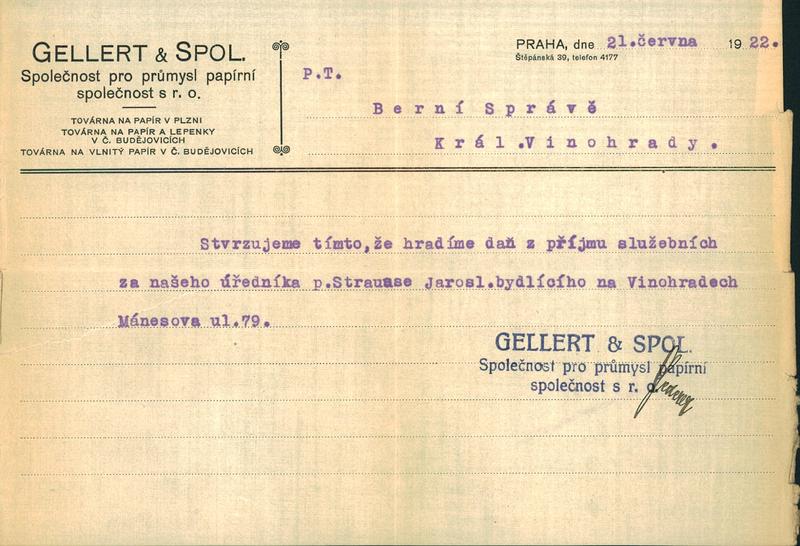 GELLERT & SPOL.
Společnost pro průmysl papírní
společnost s r. o.
TOVÁRNA NA PAPÍR V PLZNI
TOVÁRNA NA PAPÍR A LEPENKY
V Č. BUDĚJOVICÍCH
TOVÁRNA NA VLNITÝ PAPÍR V Č. BUDĚJOVICÍCH
PRAHA, dne 21.června 1922.
Štěpánská 39, telefon 4177
P.T.
Berní Správě
Král.Vinohrady.
Stvrzujeme tímto,že hradíme daň z příjmu služebních
za našeho úředníka p.Strauase Jarosl.bydlícího na Vinohradech
Mánesova ul.79.
GELLERT & SPOL.
Společnost pro průmysl papírní
společnost s r. o.